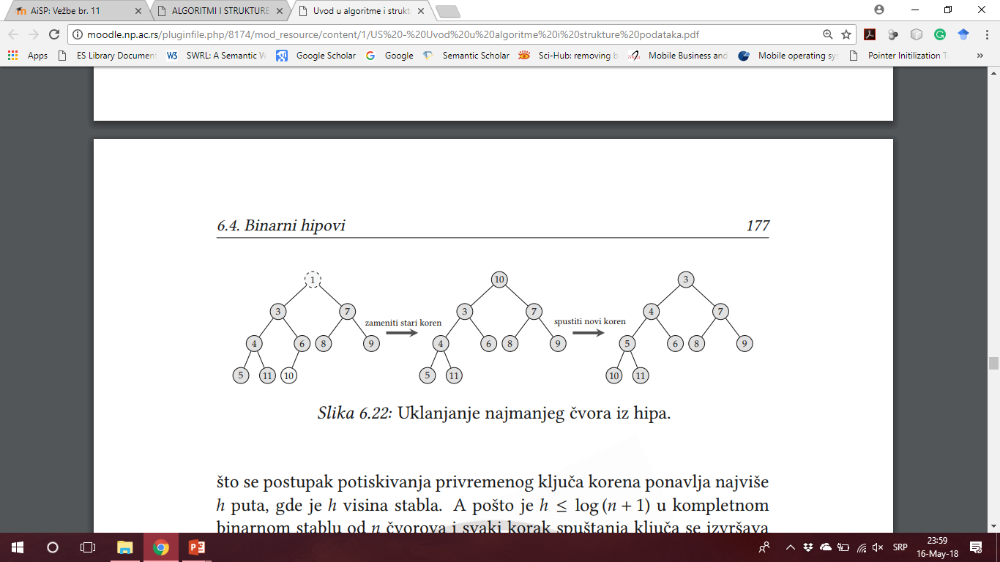 AiSP: Vežbe br. 11
ALGORITMI I STRUKTURE
Uvod u algoritme i strukt
moodle.np.ac.rs/pluginfile.php/8174/mod_resource/content/1/US%20-%20Uvod%20u%20algoritme%20i%20strukture%20podataka.pdf
Apps ES Library Document W3 SWRL: A Semantic W Google Scholar Google Semantic Scholar Sci-Hub: removing b Mobile Business and Mobile operating sy Pointer Initilization T
6.4. Binarni hipovi 177
1 10 3
3 7 3 7 4 7
zameniti stari koren spustiti novi koren
4 6 8 9 4 6 8 9 5 6 8 9
5 11 10 5 11 10 11
Slika 6.22: Uklanjanje najmanjeg čvora iz hipa.
što se postupak potiskivanja privremenog ključa korena ponavlja najviše
h puta, gde je h visina stabla. A pošto je h ≤ log (n + 1) u kompletnom
binarnom stablu od n čvorova i svaki korak spuštanja ključa se izvršava
SRP
23:59
16-May-18